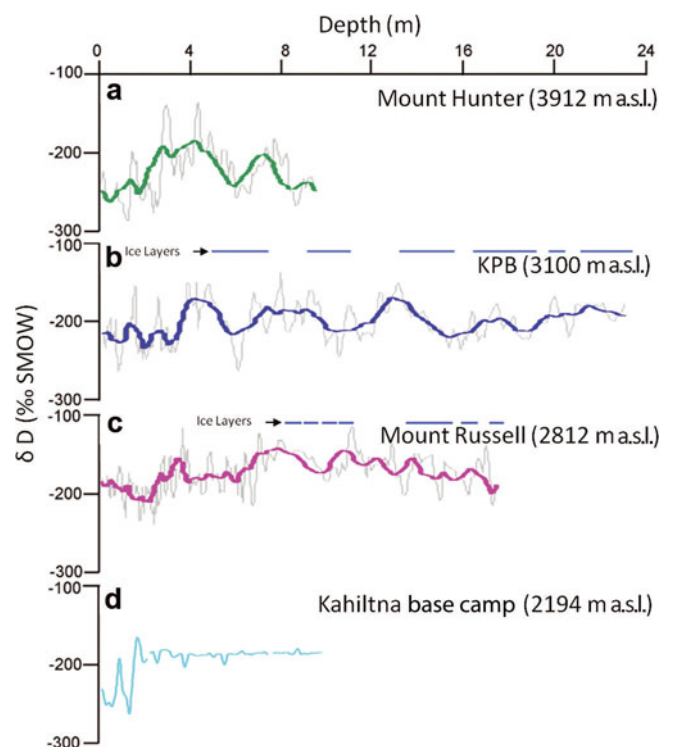 Depth (m)
0 4 8 12 16 20 24
-100
a
Mount Hunter (3912 m a.s.l.)
-200
-300
-100
Ice Layers
b
KPB (3100 m a.s.l.)
-200
-300
δ D (‰ SMOW)
-100
Ice Layers
c
Mount Russell (2812 m a.s.l.)
-200
-300
-100
d
Kahiltna base camp (2194 m a.s.l.)
-200
-300